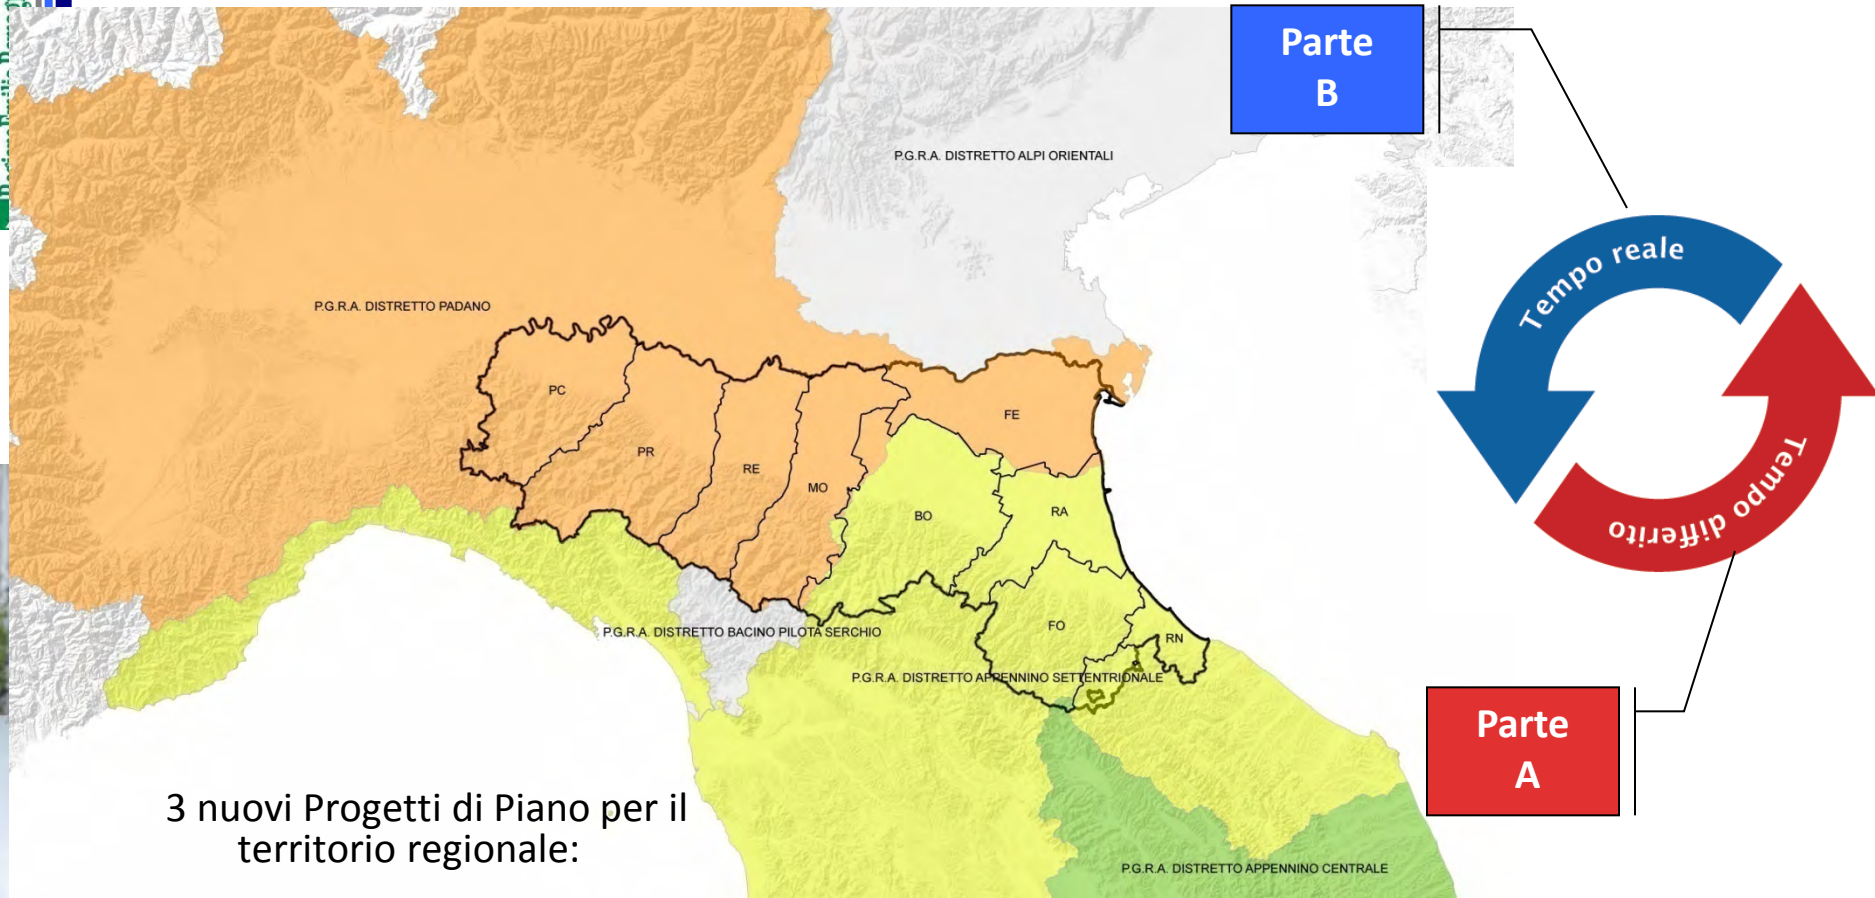 Parte
B
P.G.R.A. DISTRETTO ALPI ORIENTALI
Tempo reale
P.G.R.A. DISTRETTO PADANO
PC
FE
PR
RE
MO
BO
RA
Tempo differito
FO
RN
P.G.R.A. DISTRETTO BACINO PILOTA SERCHIO
P.G.R.A. DISTRETTO APPENNINO SETTENTRIONALE
Parte
A
3 nuovi Progetti di Piano per il
territorio regionale:
P.G.R.A. DISTRETTO APPENNINO CENTRALE